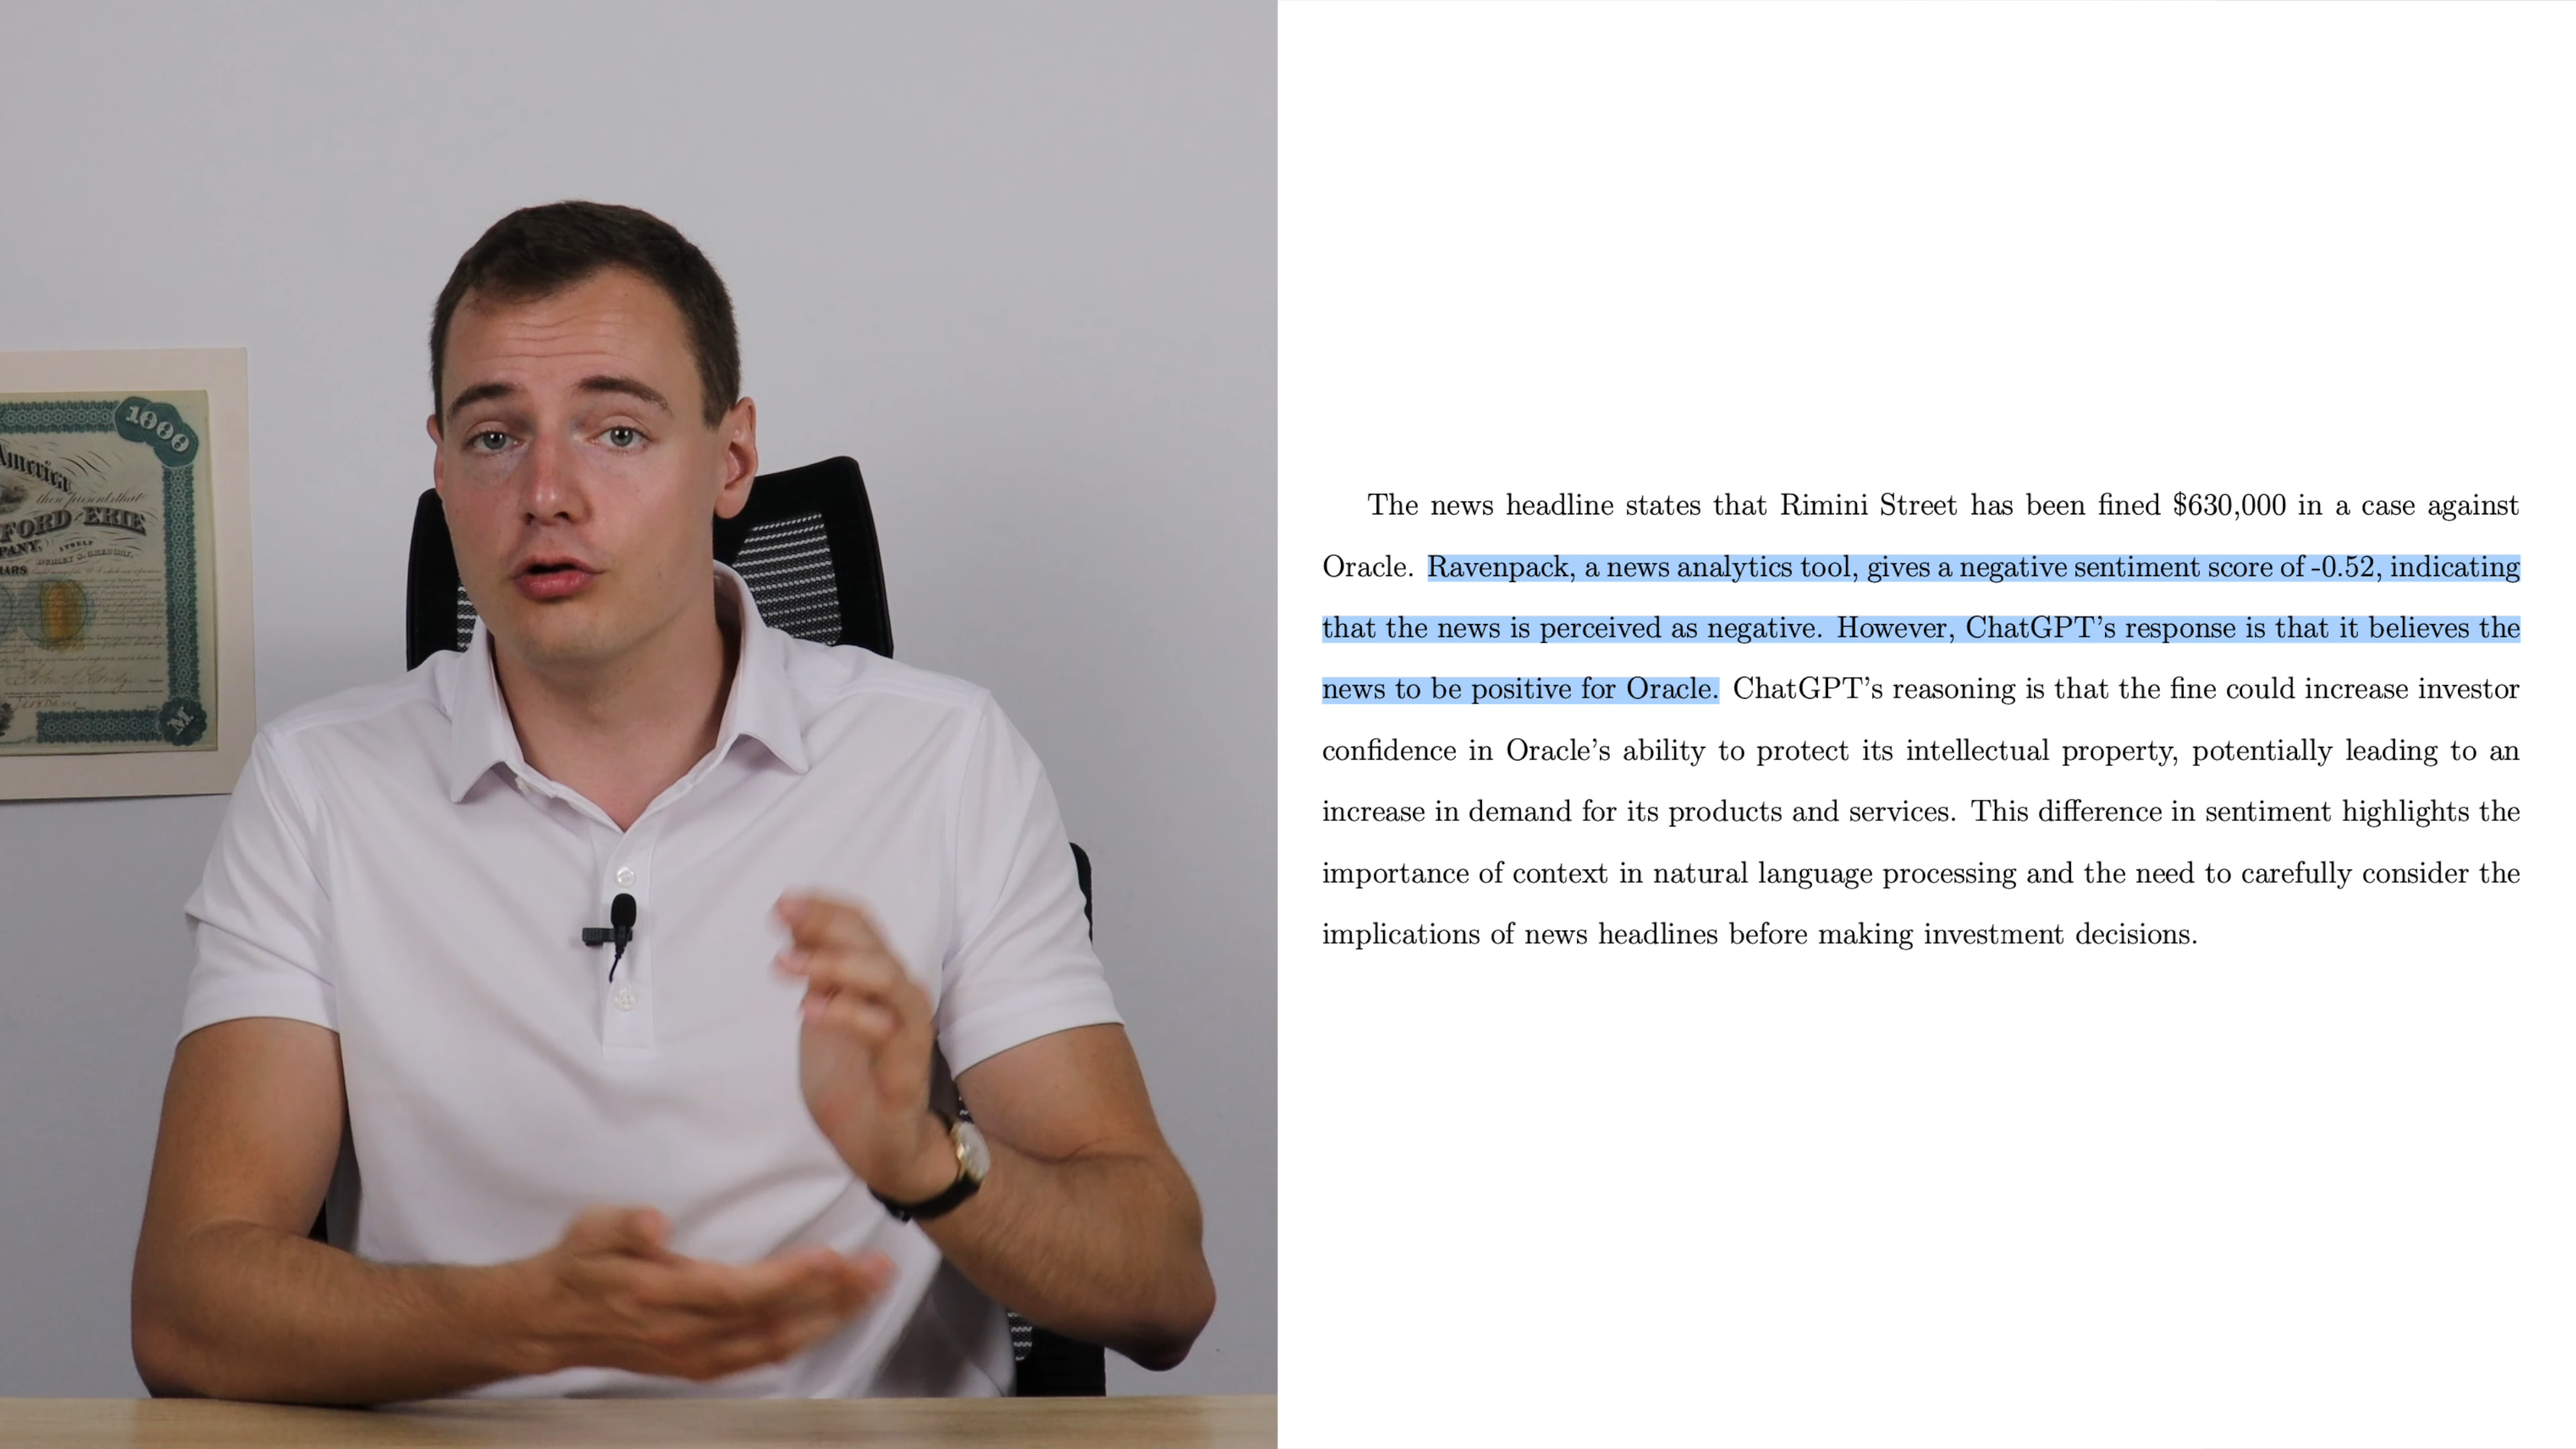 1000
America
these presents that
FORD - ERIE
PANY,
M
The news headline states that Rimini Street has been fined $630,000 in a case against
Oracle. Ravenpack, a news analytics tool, gives a negative sentiment score of -0.52, indicating
that the news is perceived as negative. However, ChatGPT's response is that it believes the
news to be positive for Oracle. ChatGPT's reasoning is that the fine could increase investor
confidence in Oracle's ability to protect its intellectual property, potentially leading to an
increase in demand for its products and services. This difference in sentiment highlights the
importance of context in natural language processing and the need to carefully consider the
implications of news headlines before making investment decisions.